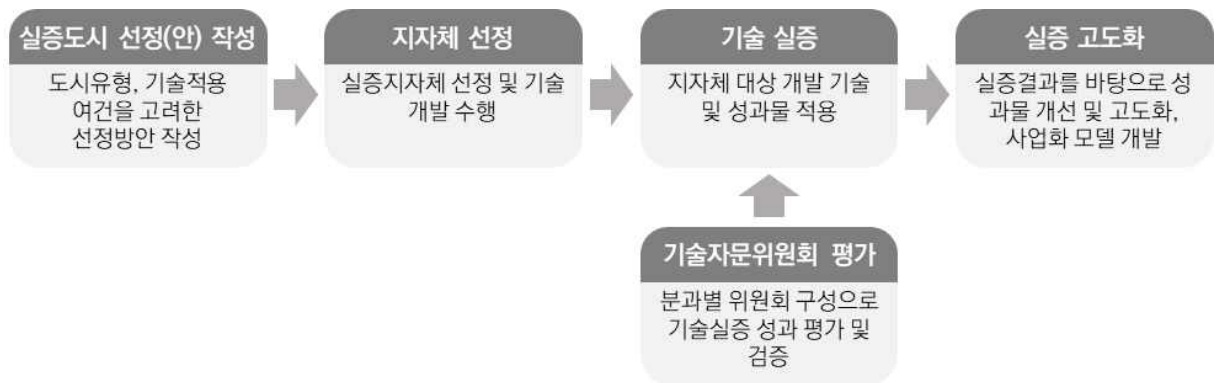 실증도시 선정(안) 작성
도시유형, 기술적용
여건을 고려한
선정방안 작성
지자체 선정
실증지자체 선정 및 기술
개발 수행
기술 실증
지자체 대상 개발 기술
및 성과물 적용
실증 고도화
실증결과를 바탕으로 성
과물 개선 및 고도화,
사업화 모델 개발
기술자문위원회 평가
분과별 위원회 구성으로
기술실증 성과 평가 및
검증